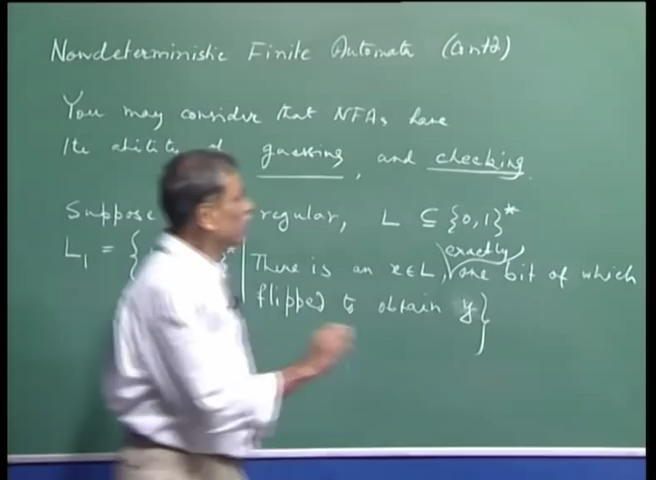 Nondeterministic Finite Automata (Contd)
You may consider that NFAs have
the abilities of guessing, and checking.
Suppose regular, L ⊆ {0,1}*
L₁ = { * | There is an x∈L, exactly one bit of which
flipped to obtain y}